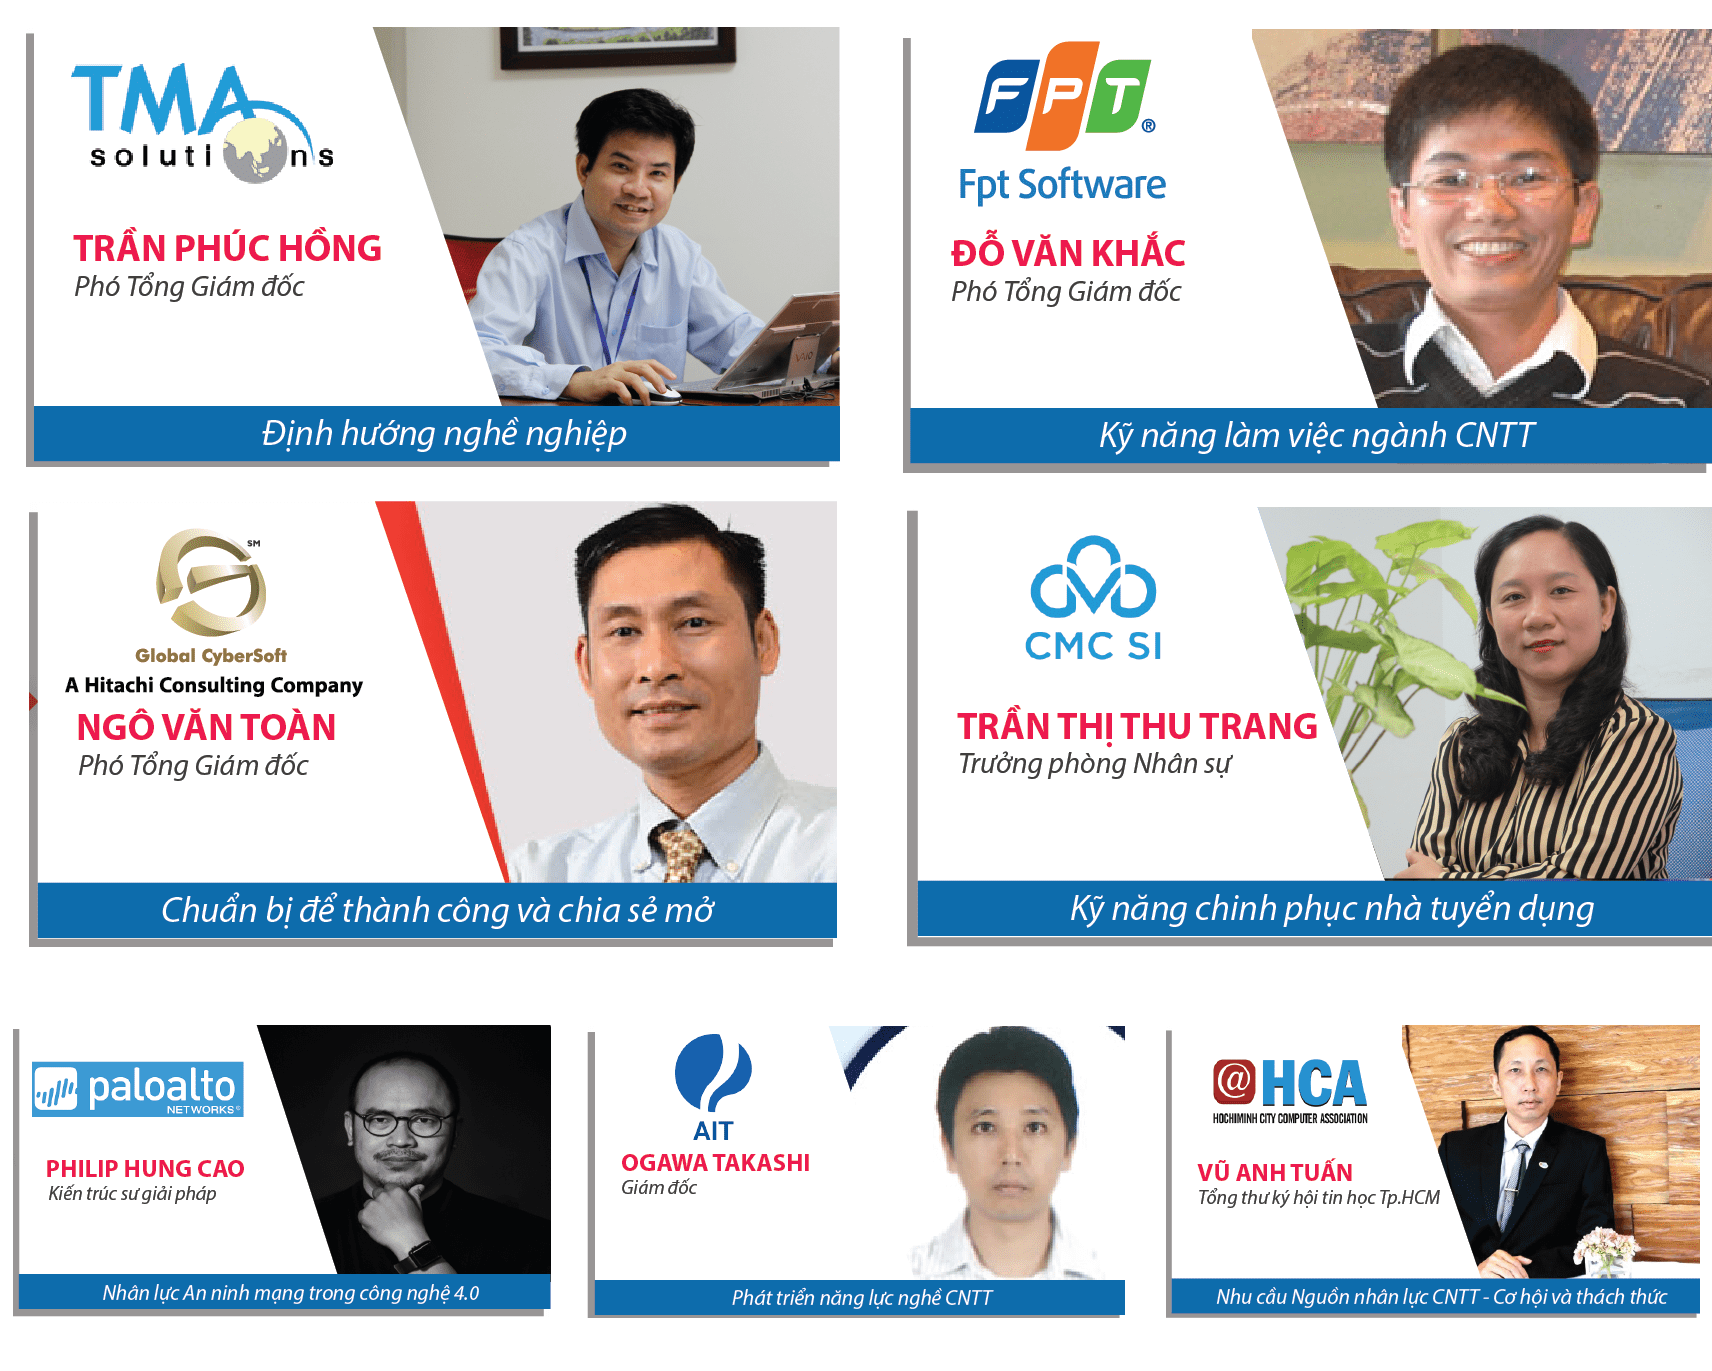 TMA
solutions
TRẦN PHÚC HỒNG
Phó Tổng Giám đốc
VAIO
Định hướng nghề nghiệp
FPT ®
Fpt Software
ĐỖ VĂN KHẮC
Phó Tổng Giám đốc
Kỹ năng làm việc ngành CNTT
SM
Global CyberSoft
A Hitachi Consulting Company
NGÔ VĂN TOÀN
Phó Tổng Giám đốc
Chuẩn bị để thành công và chia sẻ mở
CMC SI
TRẦN THỊ THU TRANG
Trưởng phòng Nhân sự
Kỹ năng chinh phục nhà tuyển dụng
paloalto
NETWORKS©
PHILIP HUNG CAO
Kiến trúc sư giải pháp
Nhân lực An ninh mạng trong công nghệ 4.0
AIT
OGAWA TAKASHI
Giám đốc
Phát triển năng lực nghề CNTT
@HCA
HOCHIMINH CITY COMPUTER ASSOCIATION
VŨ ANH TUẤN
Tổng thư ký hội tin học Tp.HCM
Nhu cầu Nguồn nhân lực CNTT - Cơ hội và thách thức